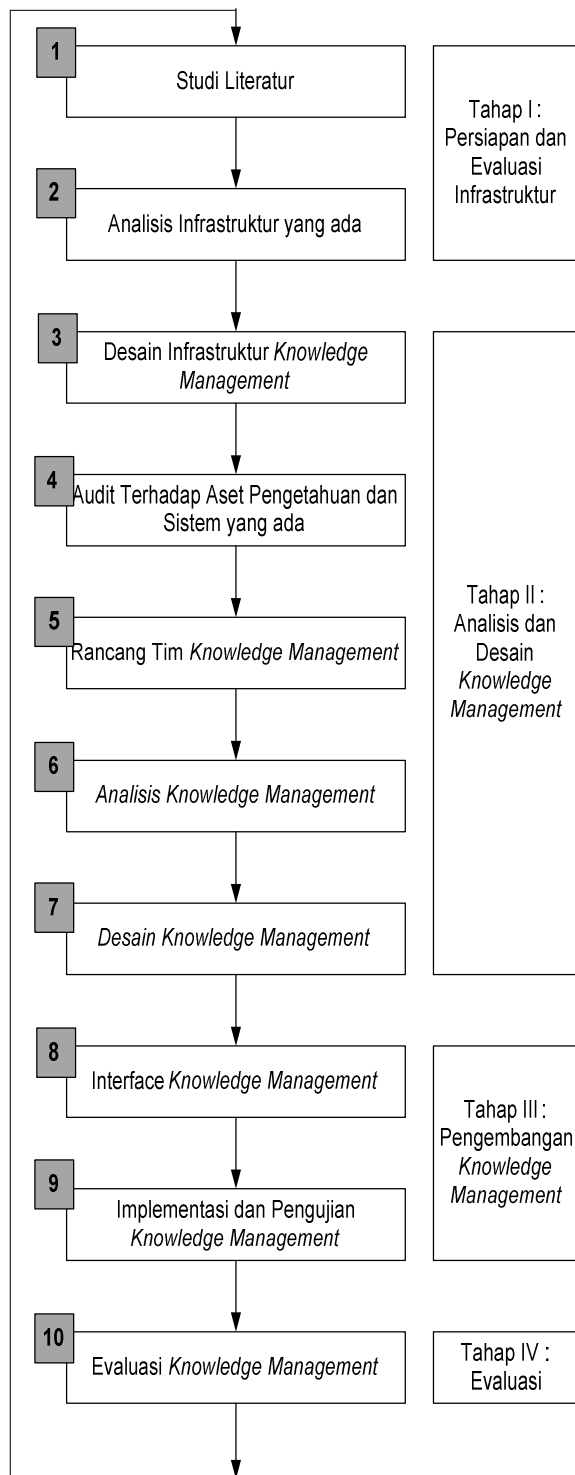 1
Studi Literatur
2
Analisis Infrastruktur yang ada
Tahap I :
Persiapan dan
Evaluasi
Infrastruktur
3
Desain Infrastruktur Knowledge
Management
4
Audit Terhadap Aset Pengetahuan dan
Sistem yang ada
5
Rancang Tim Knowledge Management
6
Analisis Knowledge Management
7
Desain Knowledge Management
Tahap II :
Analisis dan
Desain
Knowledge
Management
8
Interface Knowledge Management
9
Implementasi dan Pengujian
Knowledge Management
Tahap III :
Pengembangan
Knowledge
Management
10
Evaluasi Knowledge Management
Tahap IV :
Evaluasi